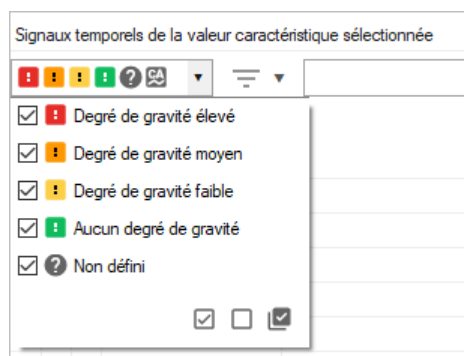 Signaux temporels de la valeur caractéristique sélectionnée
! ! ! ! ? CA
! Degré de gravité élevé
! Degré de gravité moyen
! Degré de gravité faible
! Aucun degré de gravité
? Non défini